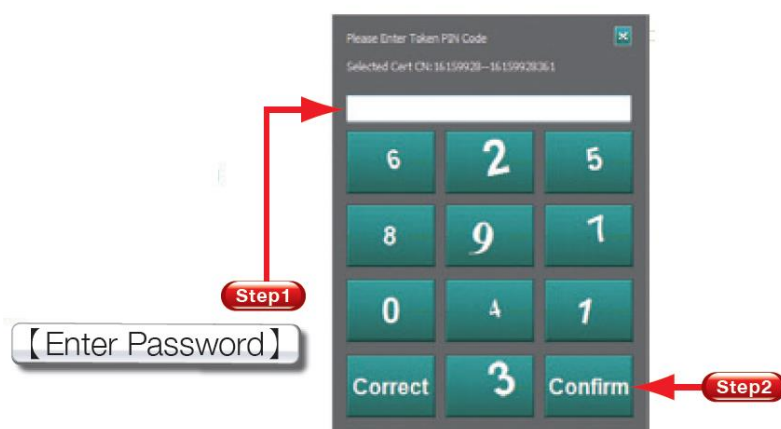 Please Enter Token PIN Code
Selected Cert CN:16159928--16159928361
6 2 5
8 9 7
Step1
0 4 1
【Enter Password】
Correct 3 Confirm
Step2